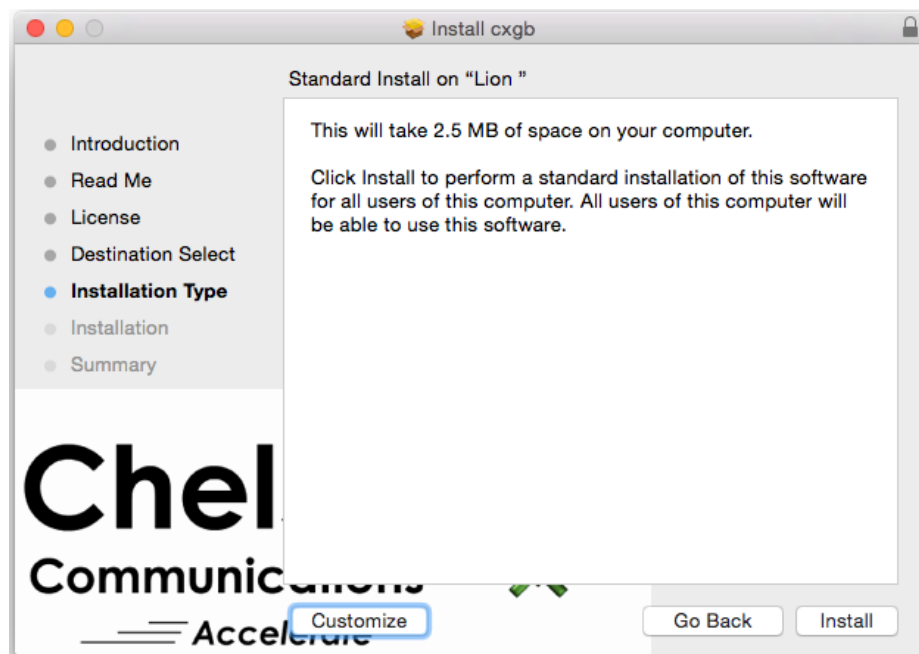 Install cxgb
Standard Install on “Lion ”
Introduction
Read Me
License
Destination Select
Installation Type
Installation
Summary
This will take 2.5 MB of space on your computer.
Click Install to perform a standard installation of this software
for all users of this computer. All users of this computer will
be able to use this software.
Chel
Communications
Accelerate
Customize
Go Back
Install